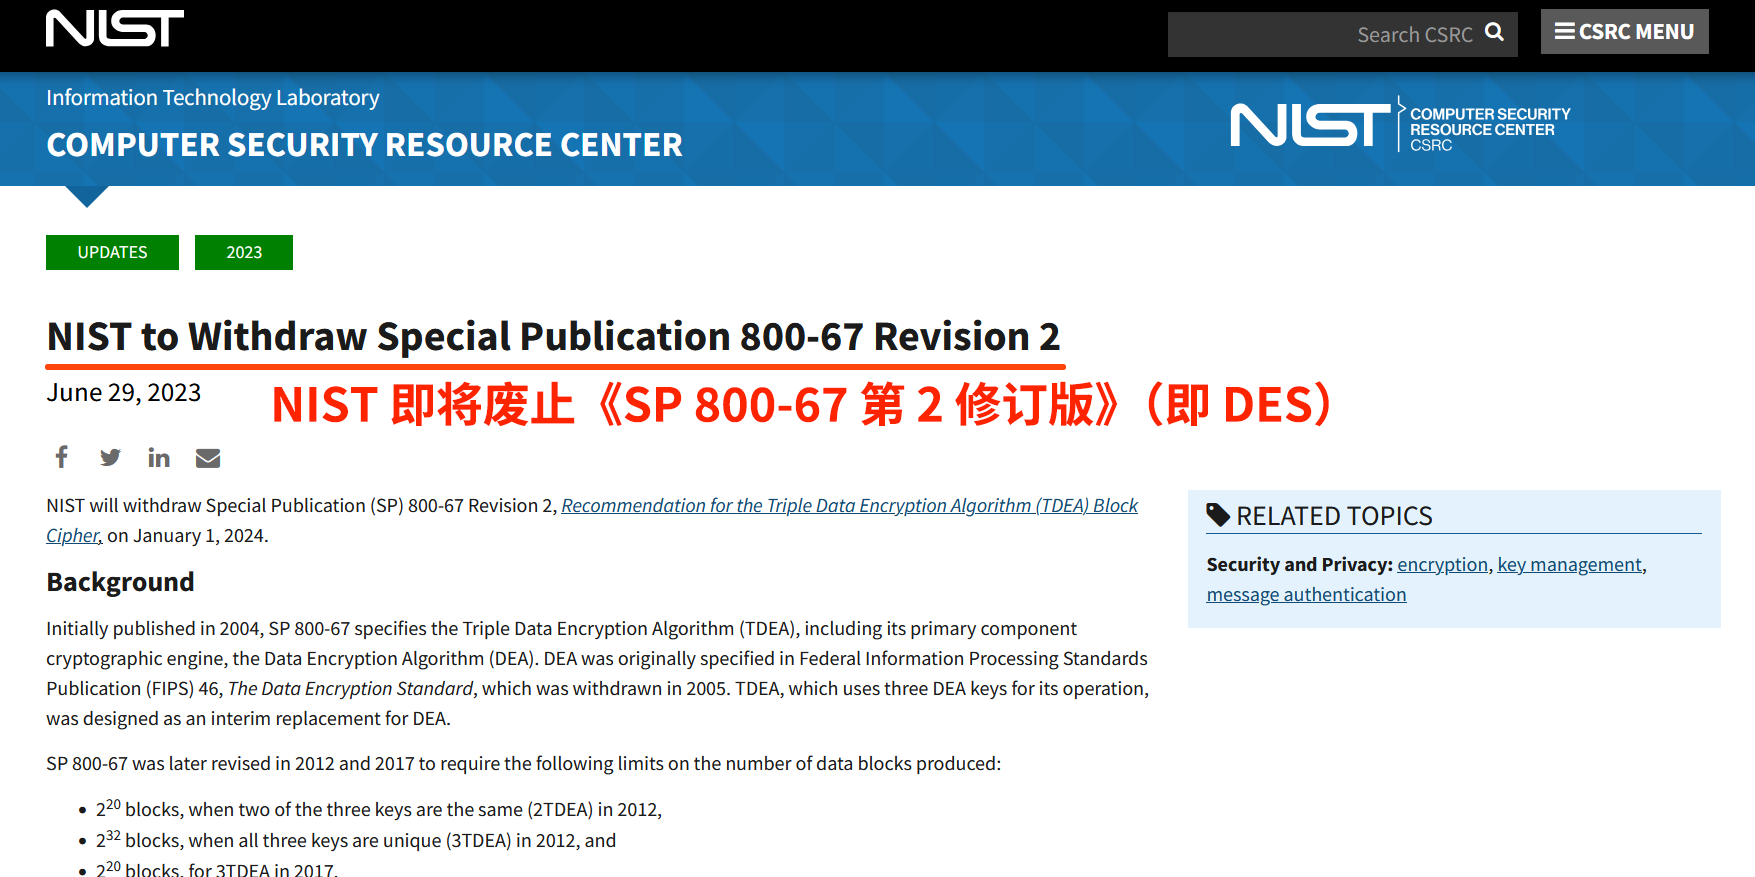 NIST
Search CSRC
CSRC MENU
Information Technology Laboratory
COMPUTER SECURITY RESOURCE CENTER
NIST
COMPUTER SECURITY
RESOURCE CENTER
CSRC
UPDATES
2023
NIST to Withdraw Special Publication 800-67 Revision 2
June 29, 2023
NIST 即将废止《SP 800-67 第 2 修订版》（即 DES）
NIST will withdraw Special Publication (SP) 800-67 Revision 2, Recommendation for the Triple Data Encryption Algorithm (TDEA) Block
Cipher, on January 1, 2024.
Background
Initially published in 2004, SP 800-67 specifies the Triple Data Encryption Algorithm (TDEA), including its primary component
cryptographic engine, the Data Encryption Algorithm (DEA). DEA was originally specified in Federal Information Processing Standards
Publication (FIPS) 46, The Data Encryption Standard, which was withdrawn in 2005. TDEA, which uses three DEA keys for its operation,
was designed as an interim replacement for DEA.
SP 800-67 was later revised in 2012 and 2017 to require the following limits on the number of data blocks produced:
• 2²⁰ blocks, when two of the three keys are the same (2TDEA) in 2012,
• 2³² blocks, when all three keys are unique (3TDEA) in 2012, and
• 2²⁰ blocks, for 3TDEA in 2017.
RELATED TOPICS
Security and Privacy: encryption, key management,
message authentication